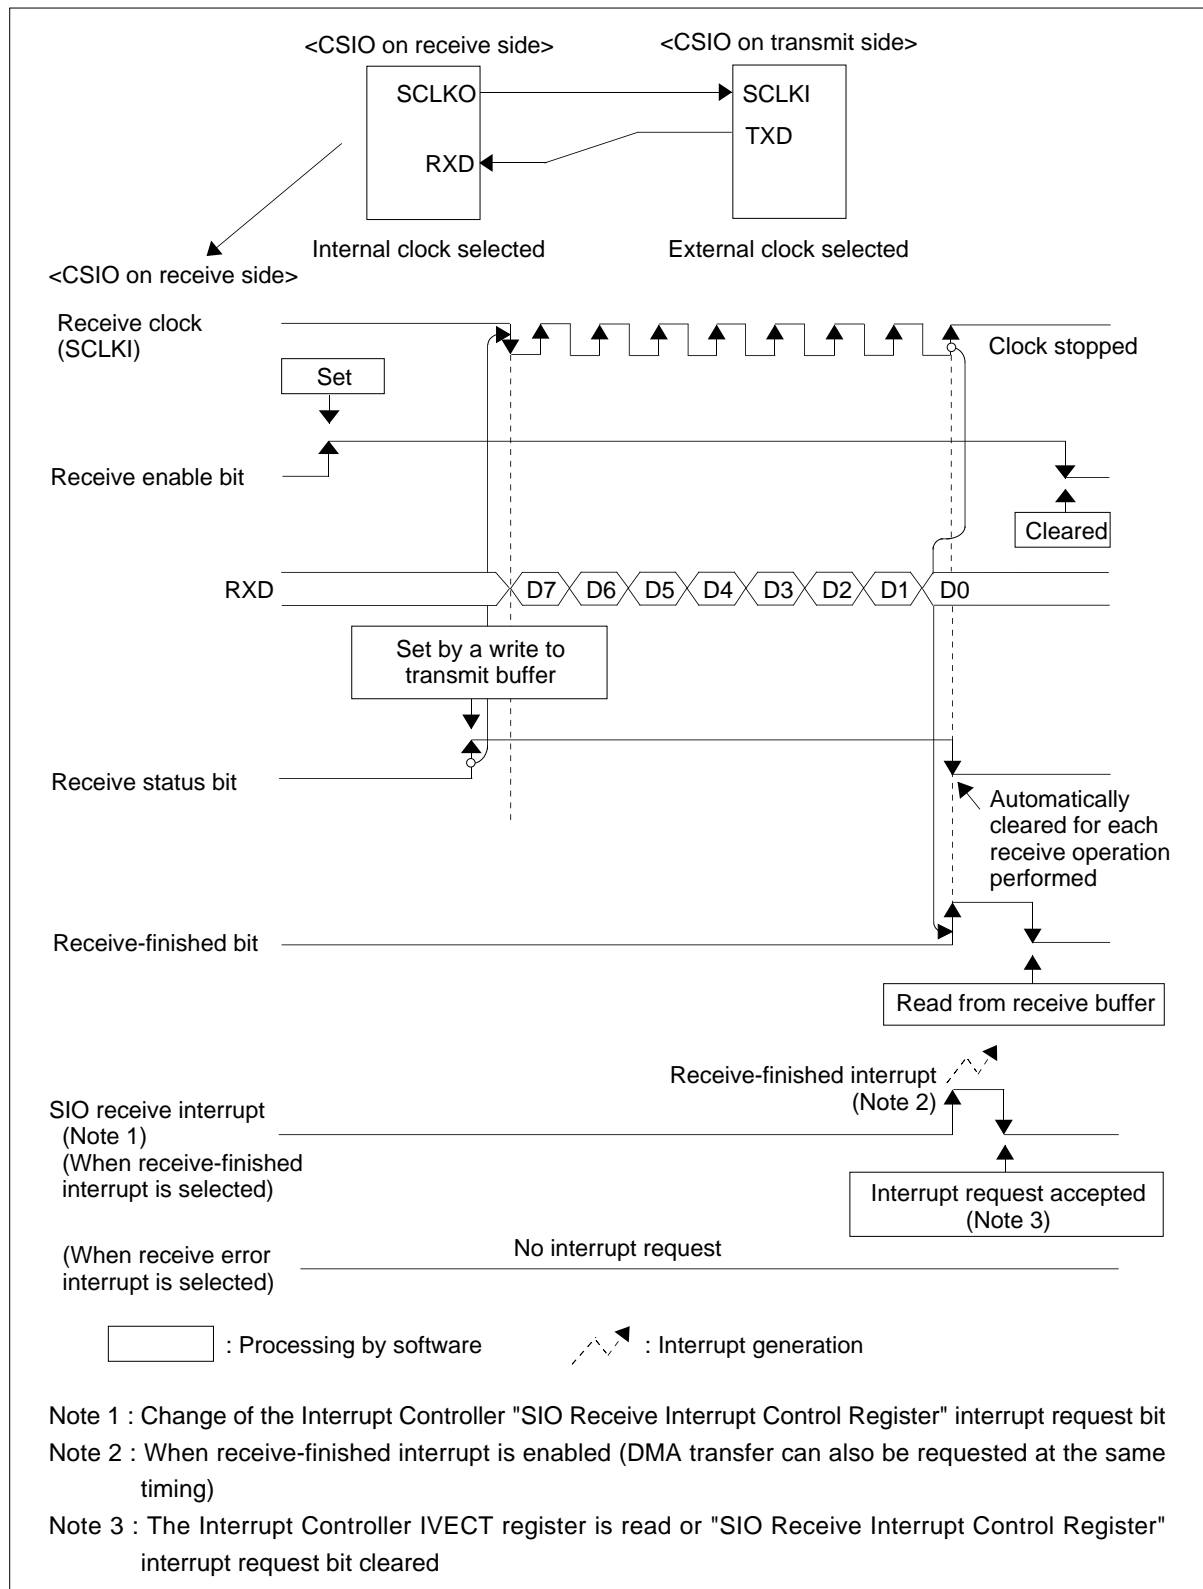 <CSIO on receive side>
<CSIO on transmit side>
SCLKO
SCLKI
TXD
RXD
Internal clock selected
External clock selected
<CSIO on receive side>
Receive clock
(SCLKI)
Clock stopped
Set
Receive enable bit
Cleared
RXD
D7
D6
D5
D4
D3
D2
D1
D0
Set by a write to
transmit buffer
Receive status bit
Automatically
cleared for each
receive operation
performed
Receive-finished bit
Read from receive buffer
Receive-finished interrupt
(Note 2)
SIO receive interrupt
(Note 1)
(When receive-finished
interrupt is selected)
Interrupt request accepted
(Note 3)
(When receive error
interrupt is selected)
No interrupt request
: Processing by software
: Interrupt generation
Note 1 : Change of the Interrupt Controller "SIO Receive Interrupt Control Register" interrupt request bit
Note 2 : When receive-finished interrupt is enabled (DMA transfer can also be requested at the same
timing)
Note 3 : The Interrupt Controller IVECT register is read or "SIO Receive Interrupt Control Register"
interrupt request bit cleared